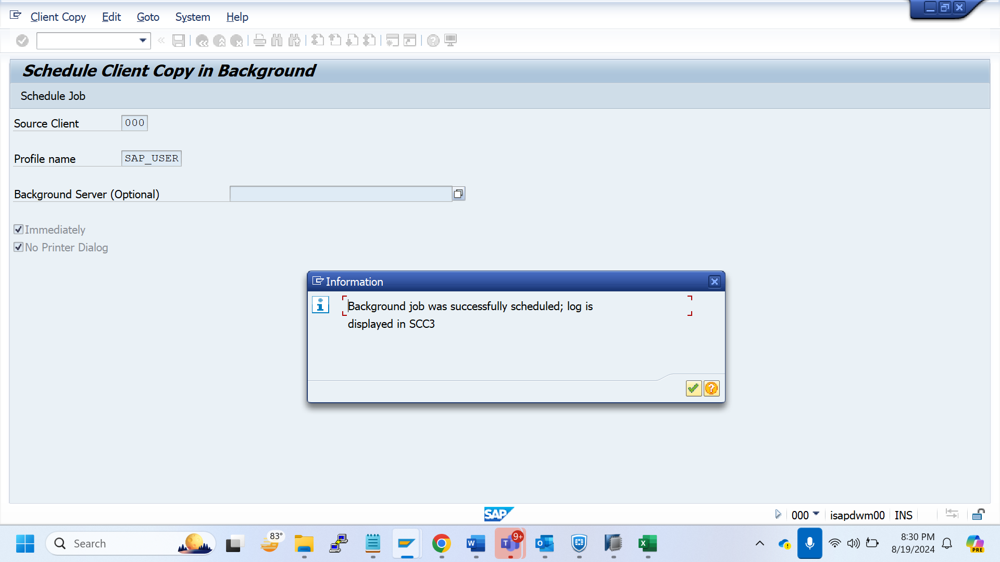 Client Copy Edit Goto System Help
Schedule Client Copy in Background
Schedule Job
Source Client 000
Profile name SAP_USER
Background Server (Optional)
Immediately
No Printer Dialog
Information
Background job was successfully scheduled; log is
displayed in SCC3
SAP
000 isapdwm00 INS
Search
83°
W
T
9+
O
X
8:30 PM
8/19/2024
PRE